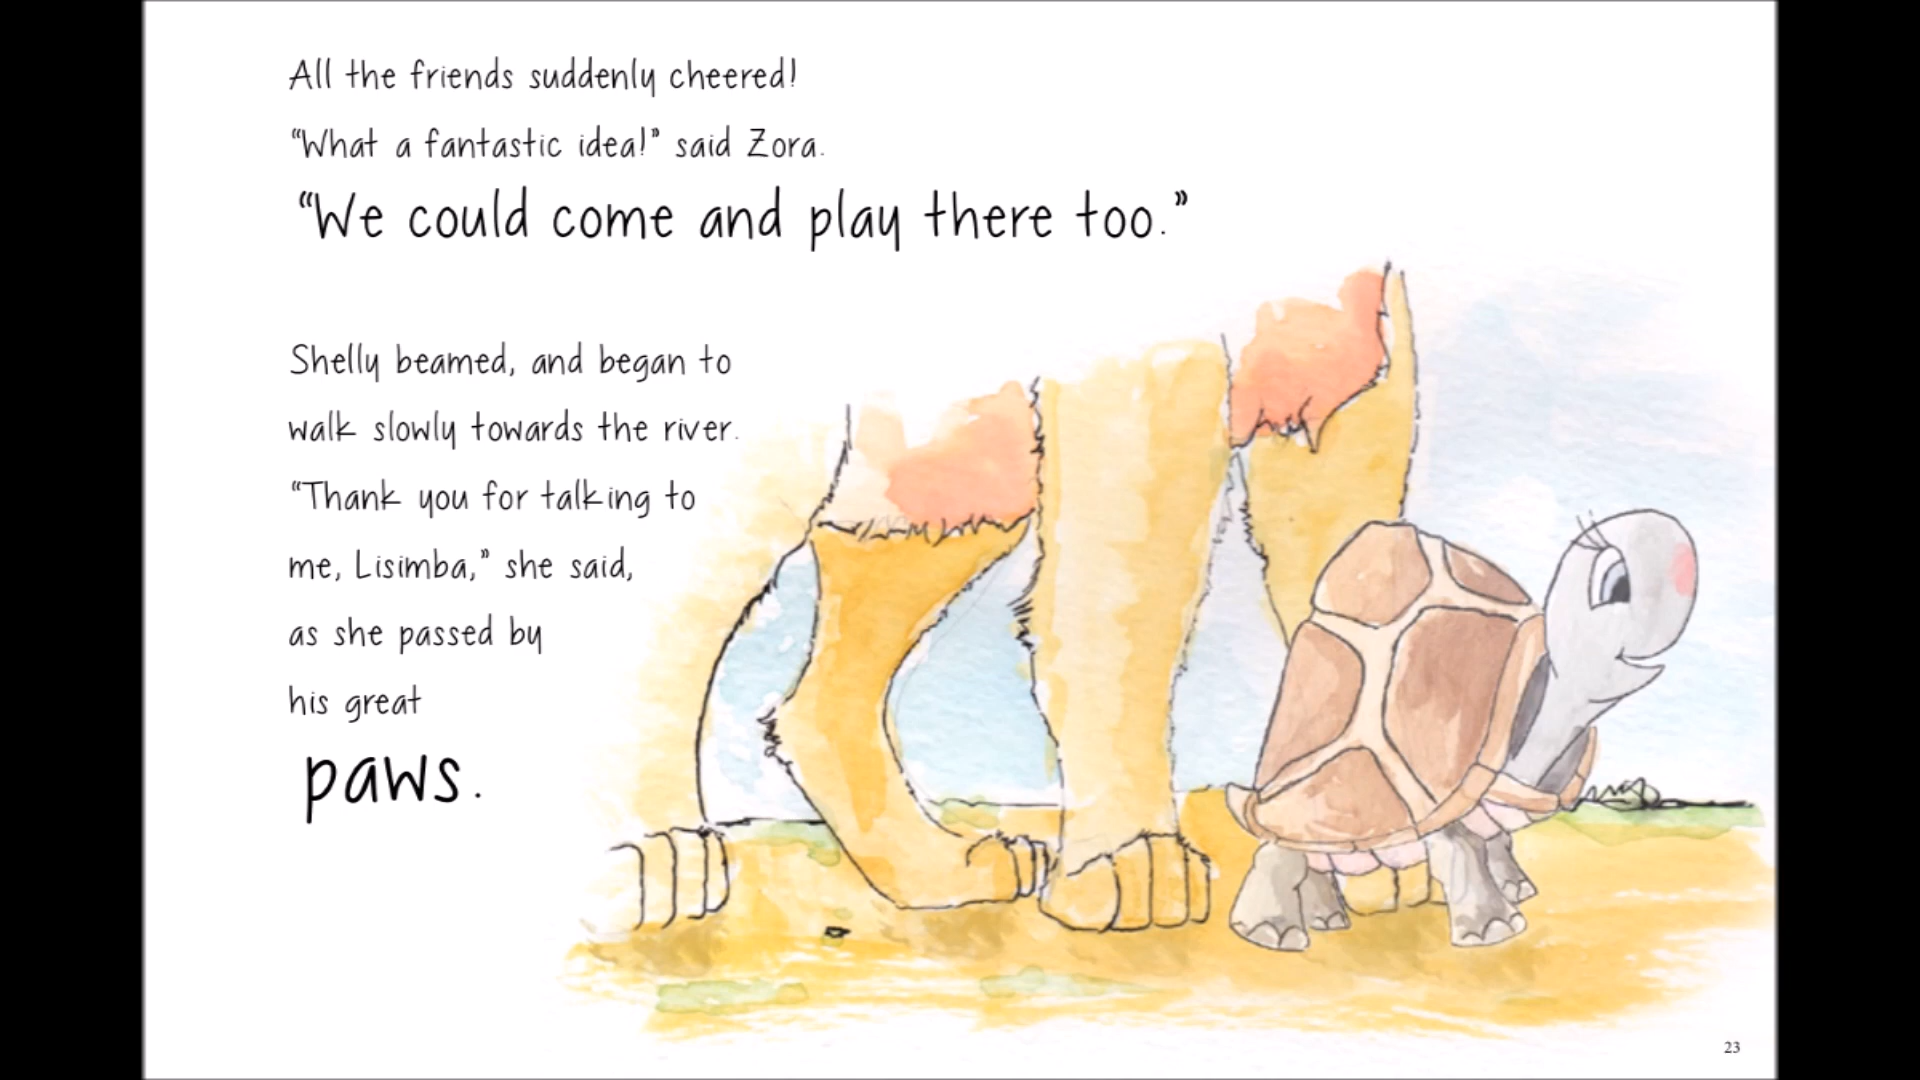 All the friends suddenly cheered!
“What a fantastic idea!” said Zora.
“We could come and play there too.”
Shelly beamed, and began to
walk slowly towards the river.
“Thank you for talking to
me, Lisimba,” she said,
as she passed by
his great
paws.
23